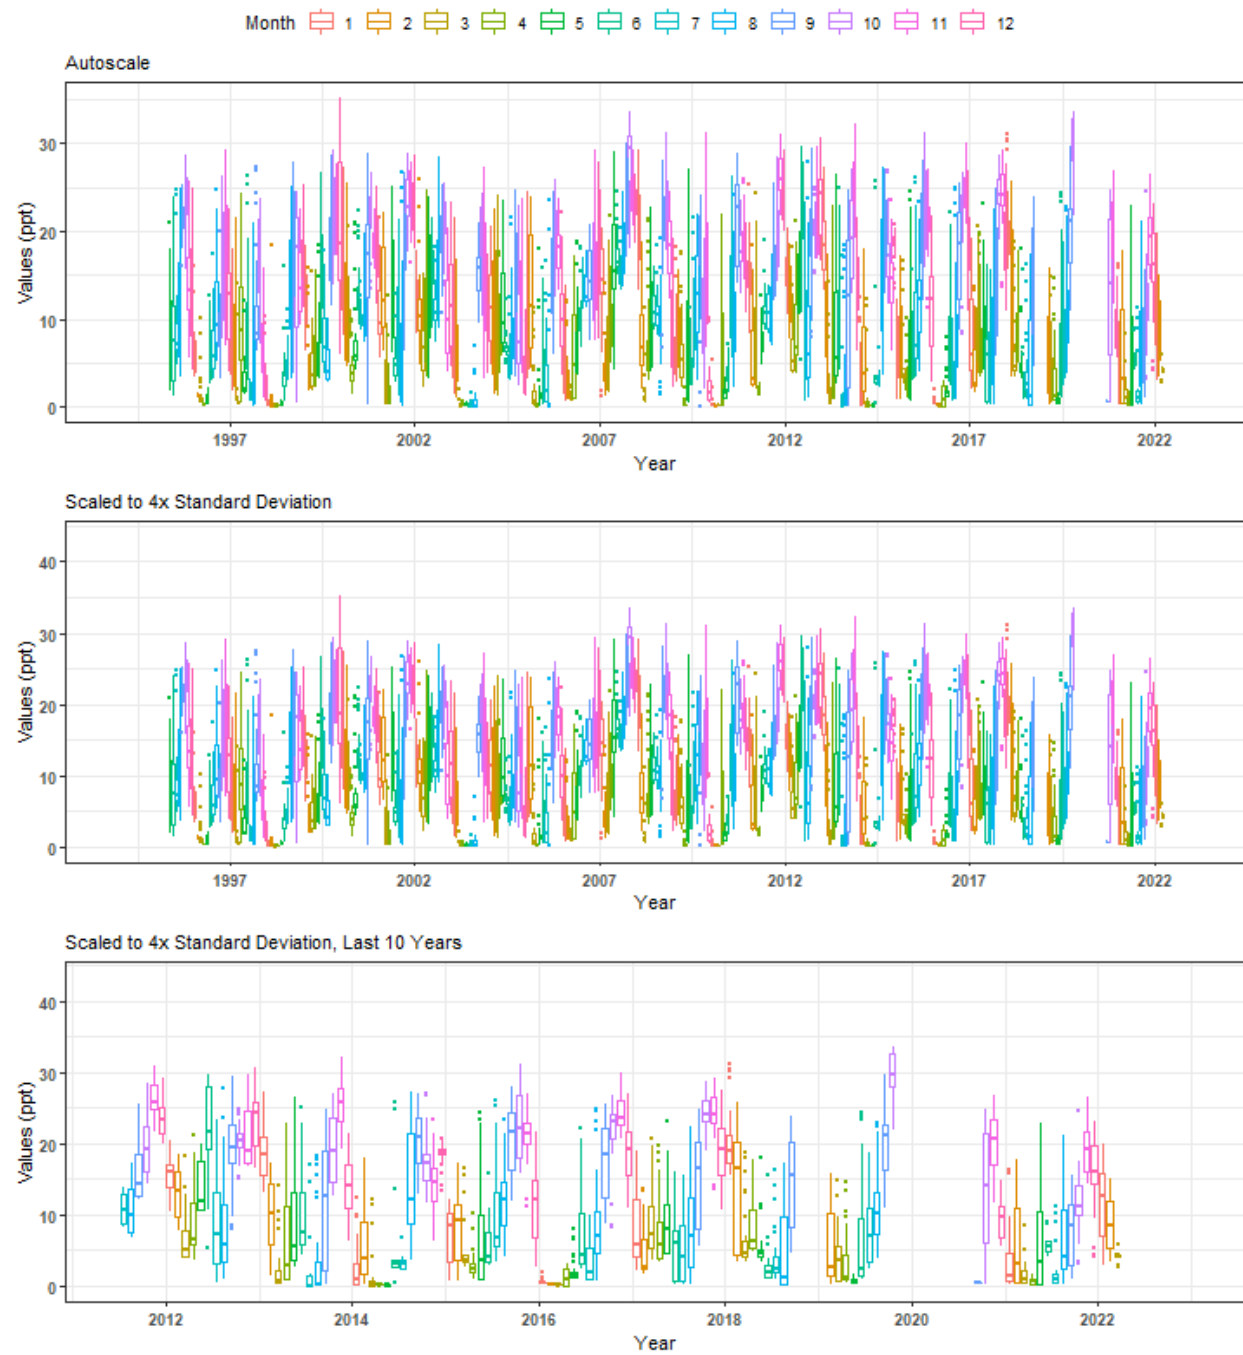 Month 1 2 3 4 5 6 7 8 9 10 11 12
Autoscale
Values (ppt)
30
20
10
0
1997 2002 2007 2012 2017 2022
Year
Scaled to 4x Standard Deviation
Values (ppt)
40
30
20
10
0
1997 2002 2007 2012 2017 2022
Year
Scaled to 4x Standard Deviation, Last 10 Years
Values (ppt)
40
30
20
10
0
2012 2014 2016 2018 2020 2022
Year